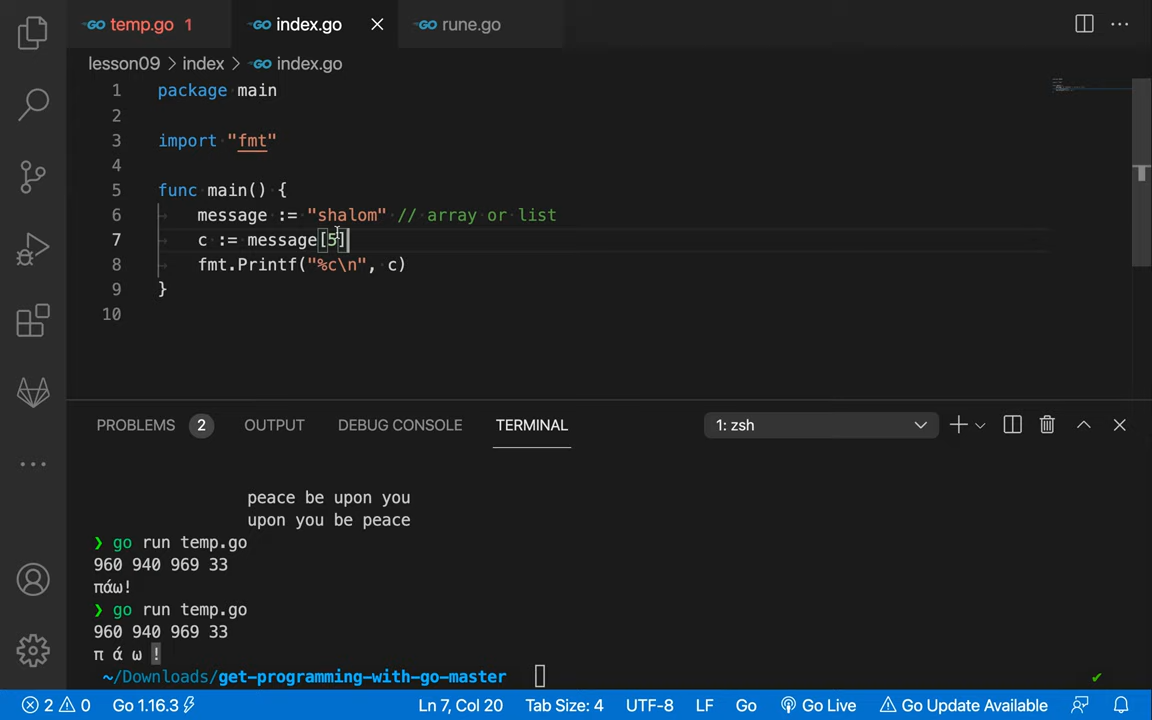 temp.go 1 index.go rune.go
lesson09 > index > index.go
1 package main
2
3 import "fmt"
4
5 func main() {
6 message := "shalom" // array or list
7 c := message[5]
8 fmt.Printf("%c\n", c)
9 }
10
PROBLEMS 2 OUTPUT DEBUG CONSOLE TERMINAL 1: zsh
peace be upon you
upon you be peace
❯ go run temp.go
960 940 969 33
πάω!
❯ go run temp.go
960 940 969 33
π ά ω !
~/Downloads/get-programming-with-go-master
2 0 Go 1.16.3 Ln 7, Col 20 Tab Size: 4 UTF-8 LF Go Go Live Go Update Available